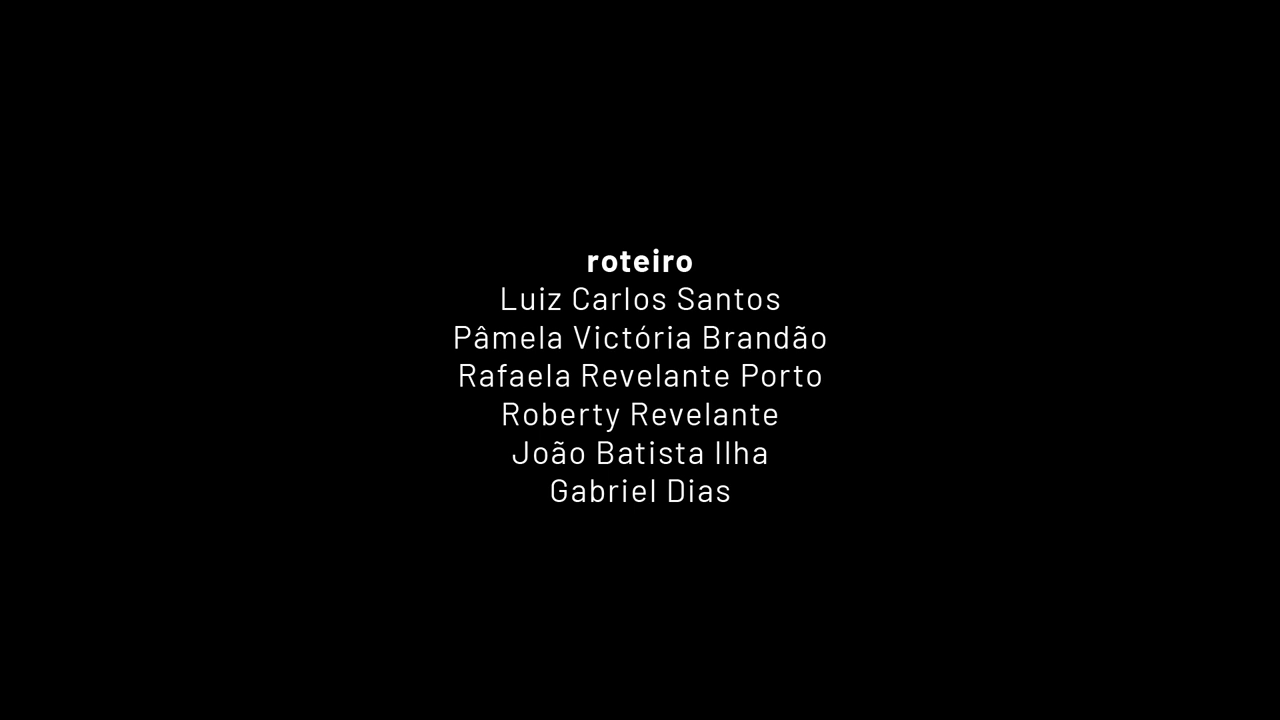 roteiro
Luiz Carlos Santos
Pâmela Victória Brandão
Rafaela Revelante Porto
Roberty Revelante
João Batista Ilha
Gabriel Dias